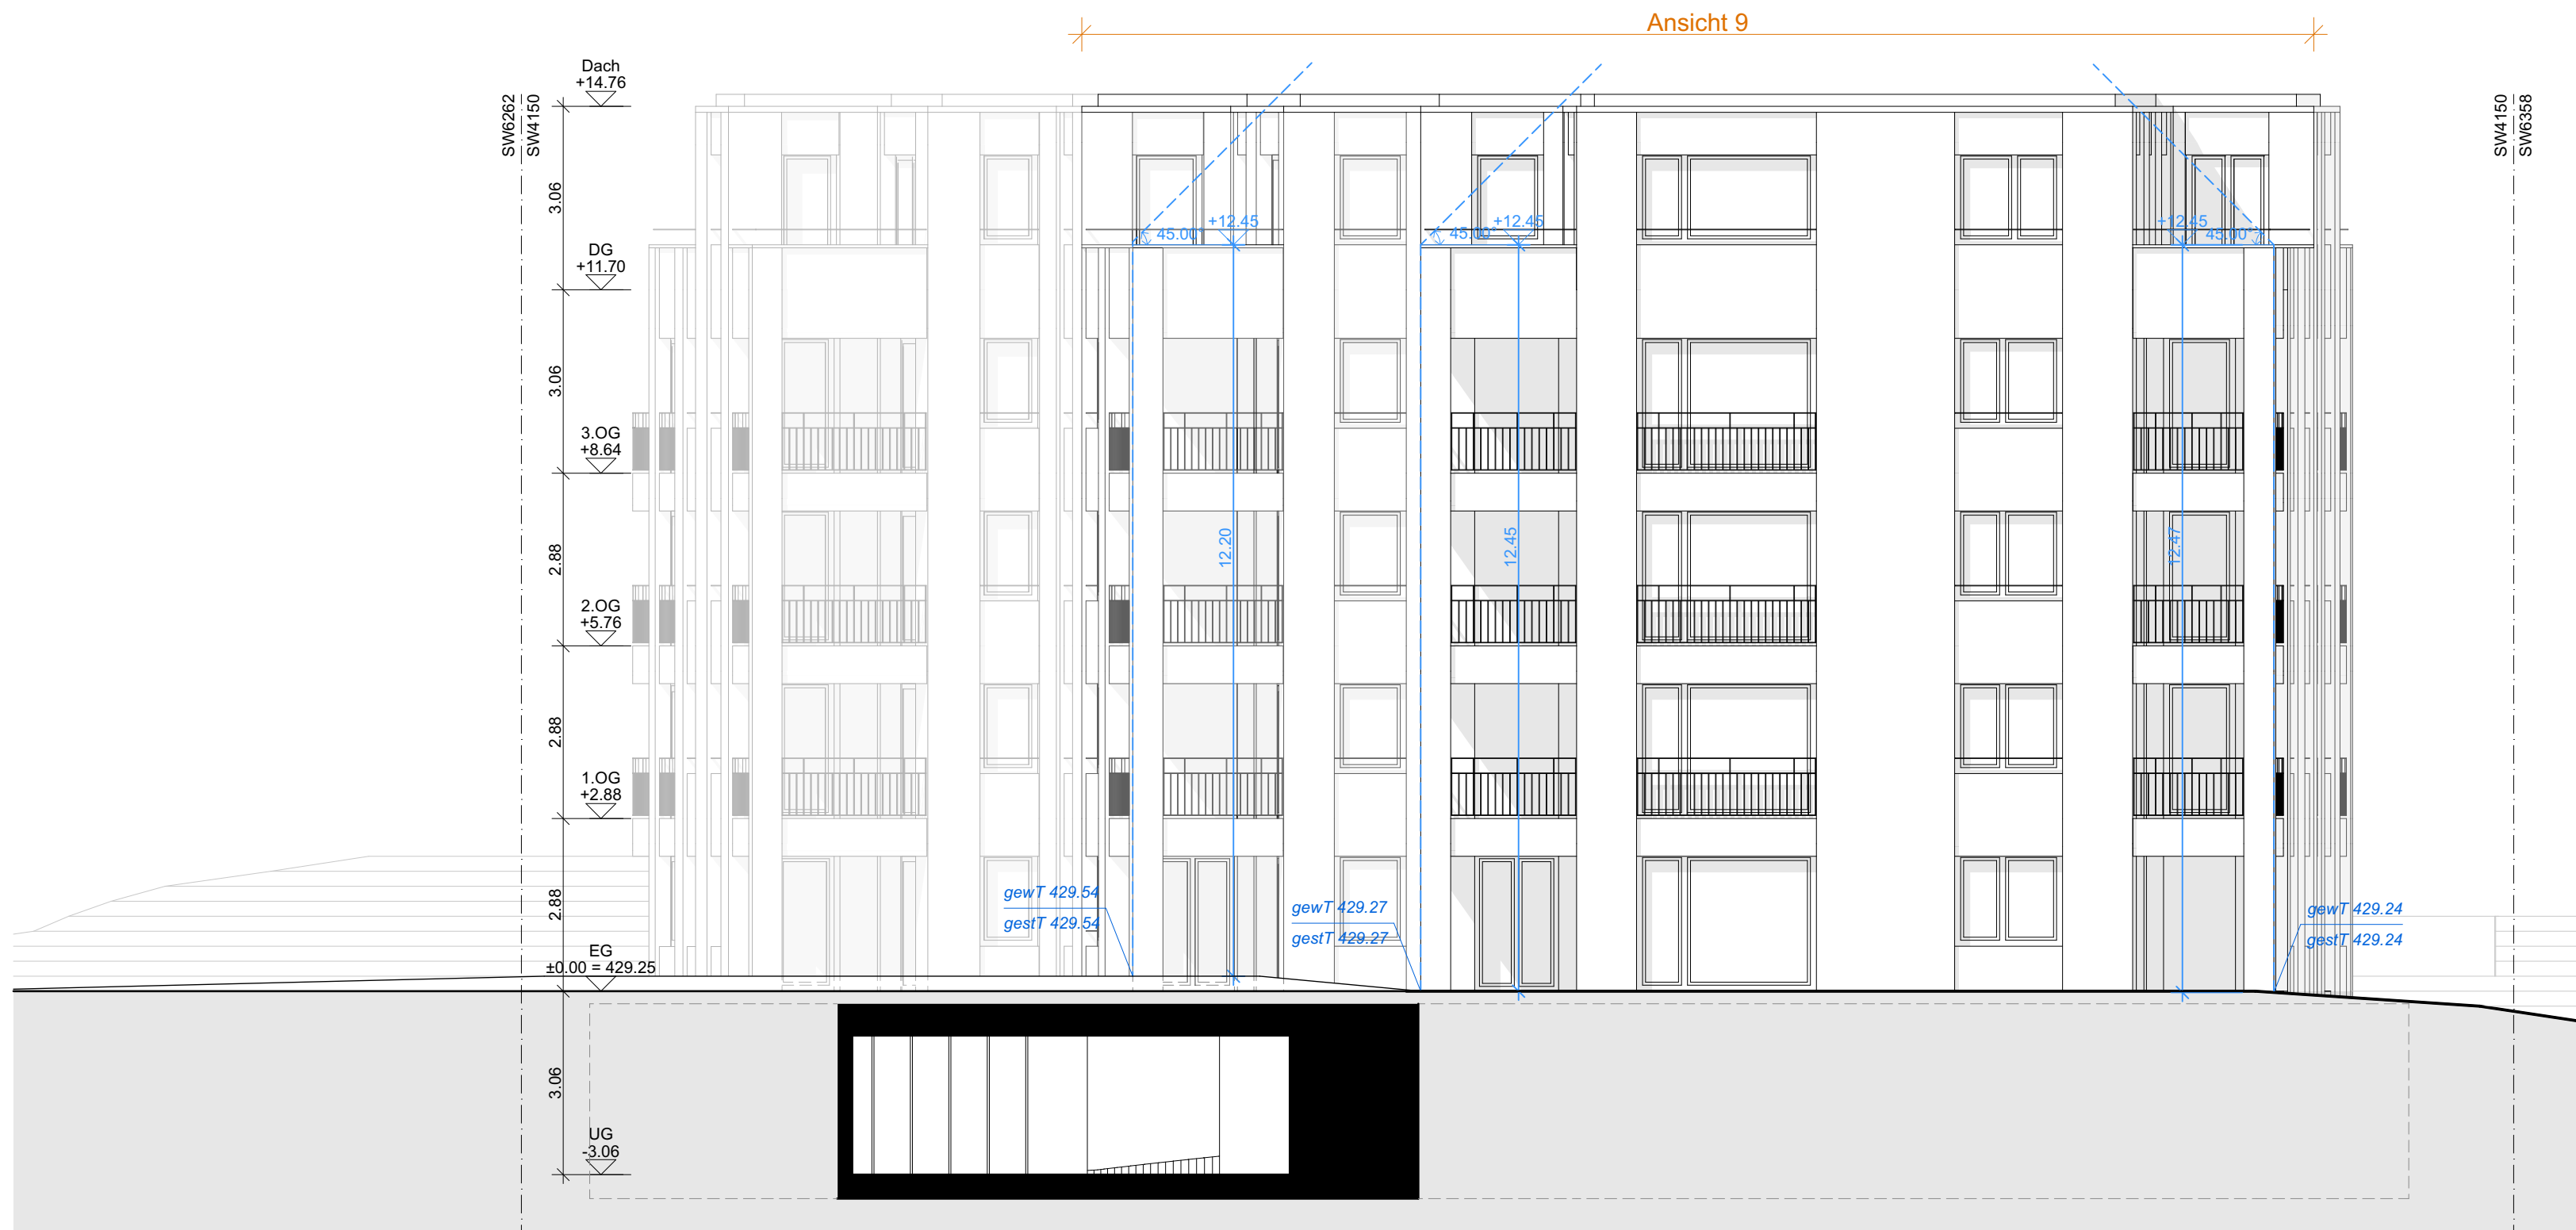 Ansicht 9
Dach
+14.76
SW6262
SW4150
SW4150
SW6358
3.06
+12.45
45.00°
+12.45
45.00°
+12.45
45.00°
DG
+11.70
3.06
3.OG
+8.64
2.88
12.20
12.45
12.47
2.OG
+5.76
2.88
1.OG
+2.88
2.88
gewT 429.54
gestT 429.54
gewT 429.27
gestT 429.27
gewT 429.24
gestT 429.24
EG
±0.00 = 429.25
3.06
UG
-3.06